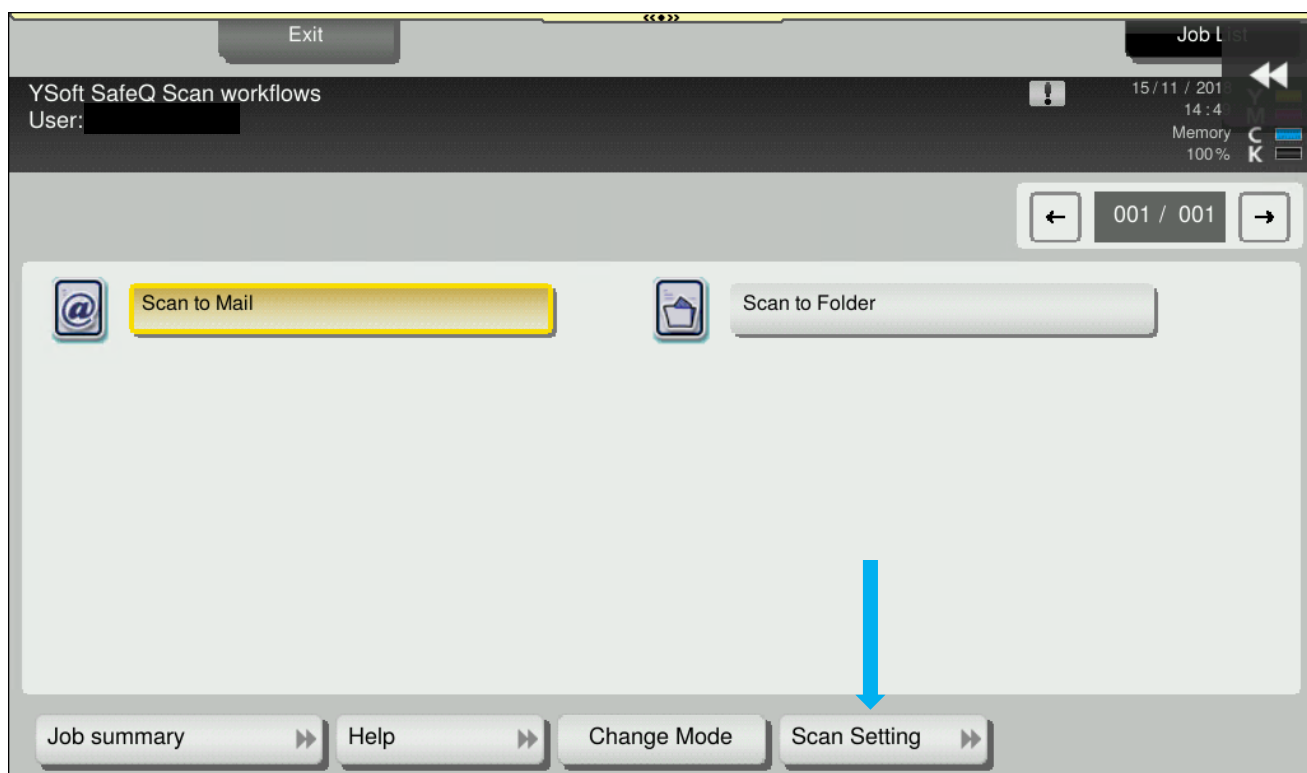 Exit
Job List
YSoft SafeQ Scan workflows
User:
15/11 / 201
14:4
Memory
100%
Y
M
C
K
001 / 001
Scan to Mail
Scan to Folder
Job summary
Help
Change Mode
Scan Setting